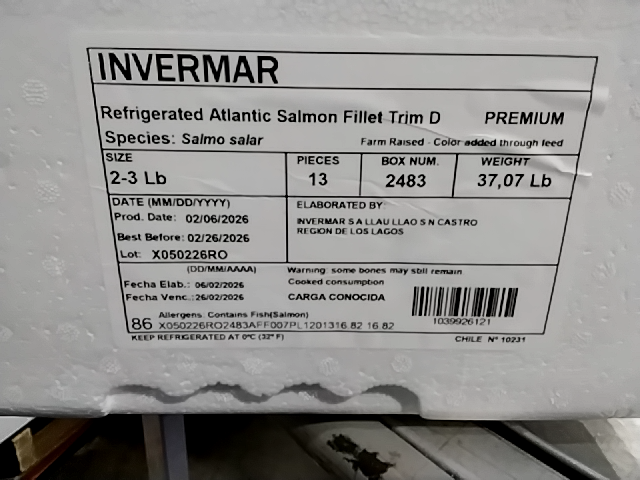 INVERMAR
Refrigerated Atlantic Salmon Fillet Trim D PREMIUM
Species: Salmo salar Farm Raised - Color added through feed
SIZE PIECES BOX NUM. WEIGHT
2-3 Lb 13 2483 37,07 Lb
DATE (MM/DD/YYYY) ELABORATED BY:
Prod. Date: 02/06/2026
INVERMAR S A LLAU LLAO S N CASTRO
Best Before: 02/26/2026 REGION DE LOS LAGOS
Lot: X050226RO
(DD/MM/AAAA) Warning: some bones may still remain
Fecha Elab.: 06/02/2026 Cooked consumption
Fecha Venc.: 26/02/2026 CARGA CONOCIDA
Allergens: Contains Fish(Salmon)
86 X050226RO2483AFF007PL1201316.82 16.82 1039926121
KEEP REFRIGERATED AT 0°C (32° F) CHILE N° 10231